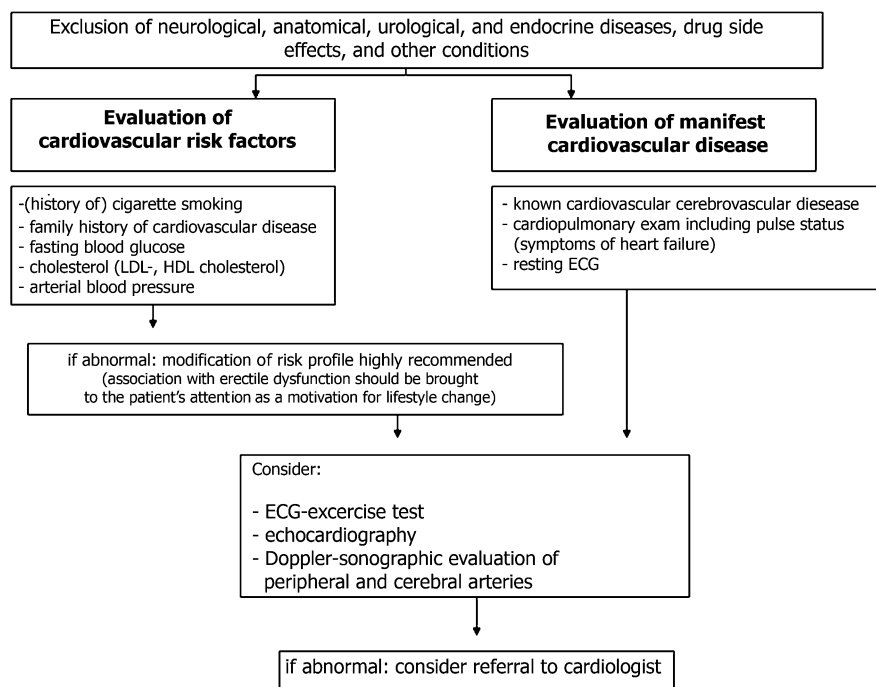 Exclusion of neurological, anatomical, urological, and endocrine diseases, drug side
effects, and other conditions
Evaluation of
cardiovascular risk factors
Evaluation of manifest
cardiovascular disease
-(history of) cigarette smoking
- family history of cardiovascular disease
- fasting blood glucose
- cholesterol (LDL-, HDL cholesterol)
- arterial blood pressure
- known cardiovascular cerebrovascular diesease
- cardiopulmonary exam including pulse status
(symptoms of heart failure)
- resting ECG
if abnormal: modification of risk profile highly recommended
(association with erectile dysfunction should be brought
to the patient's attention as a motivation for lifestyle change)
Consider:
- ECG-excercise test
- echocardiography
- Doppler-sonographic evaluation of
peripheral and cerebral arteries
if abnormal: consider referral to cardiologist